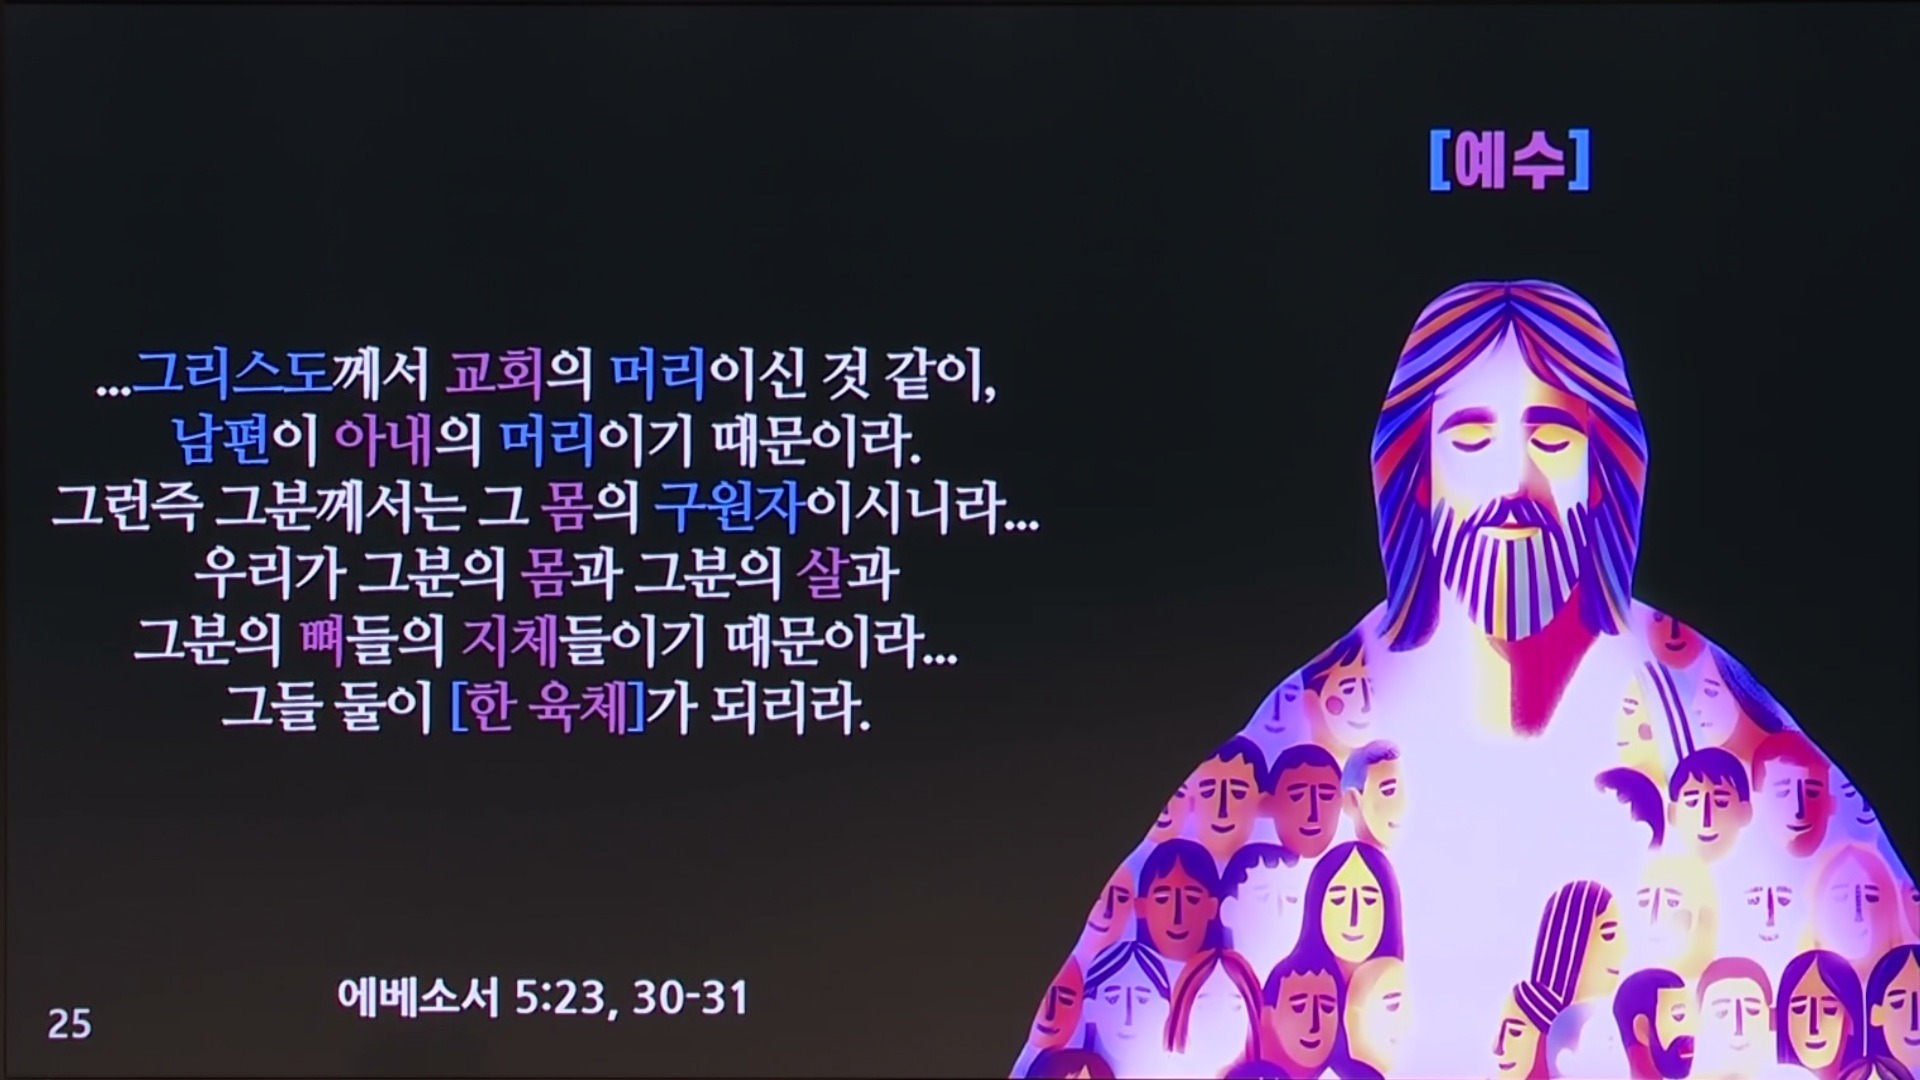 [예수]
...그리스도께서 교회의 머리이신 것 같이,
남편이 아내의 머리이기 때문이라.
그런즉 그분께서는 그 몸의 구원자이시니라...
우리가 그분의 몸과 그분의 살과
그분의 뼈들의 지체들이기 때문이라...
그들 둘이 [한 육체]가 되리라.
에베소서 5:23, 30-31
25